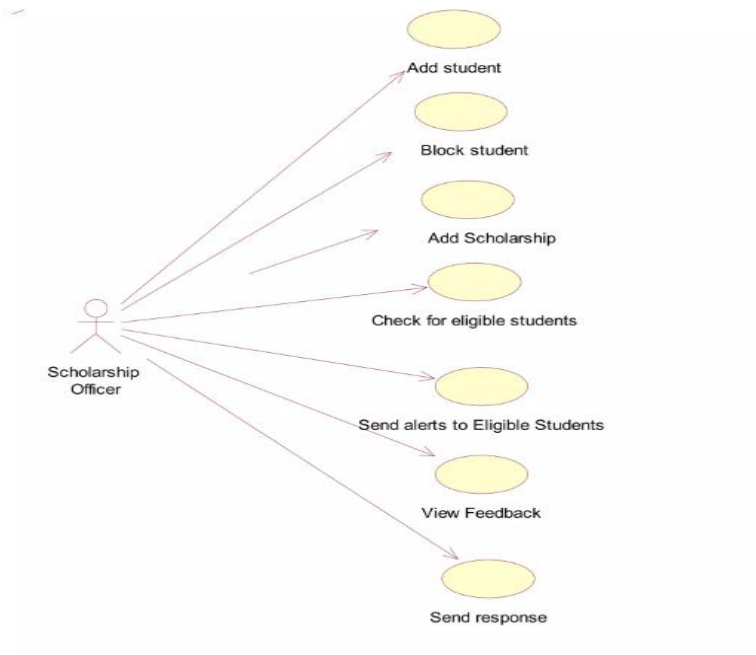 Add student
Block student
Add Scholarship
Check for eligible students
Scholarship
Officer
Send alerts to Eligible Students
View Feedback
Send response